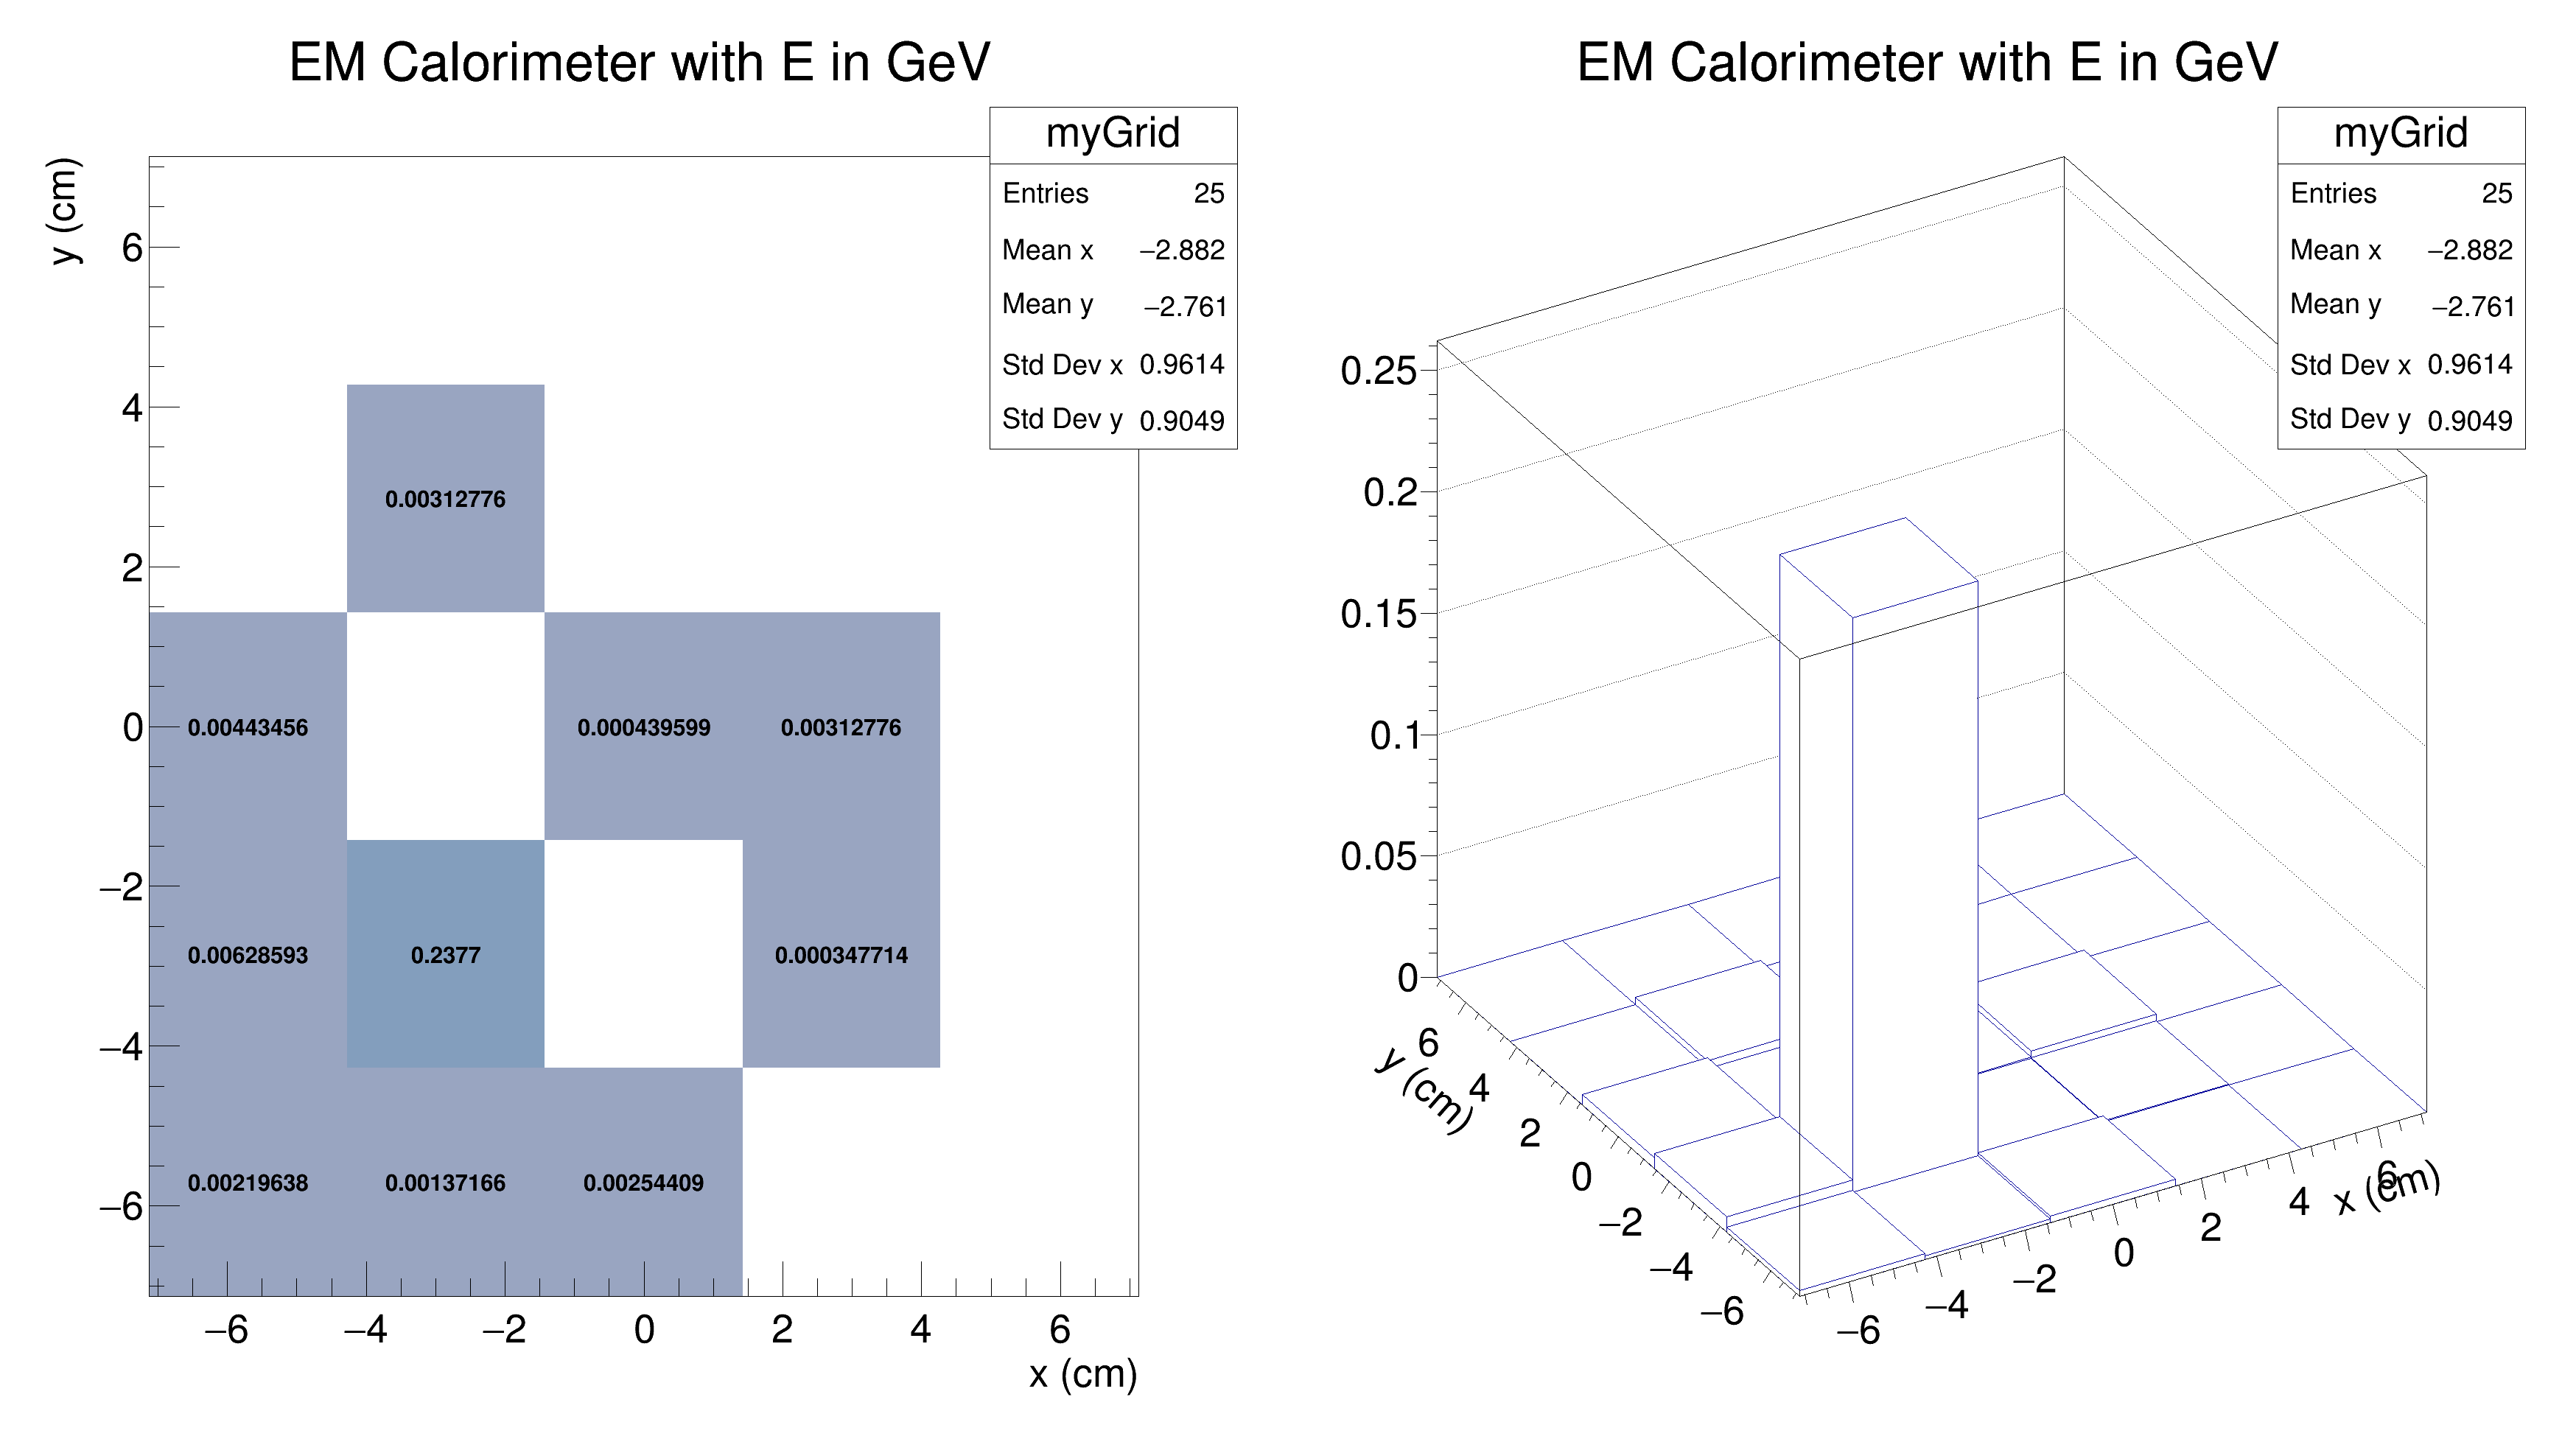 EM Calorimeter with E in GeV
myGrid
Entries 25
Mean x −2.882
Mean y −2.761
Std Dev x 0.9614
Std Dev y 0.9049
y (cm)
6
4
2
0
−2
−4
−6
0.00312776
0.00443456
0.000439599
0.00312776
0.00628593
0.2377
0.000347714
0.00219638
0.00137166
0.00254409
−6
−4
−2
0
2
4
6
x (cm)
EM Calorimeter with E in GeV
myGrid
Entries 25
Mean x −2.882
Mean y −2.761
Std Dev x 0.9614
Std Dev y 0.9049
0.25
0.2
0.15
0.1
0.05
0
6
4
2
0
−2
−4
−6
y (cm)
−6
−4
−2
0
2
4
6
x (cm)